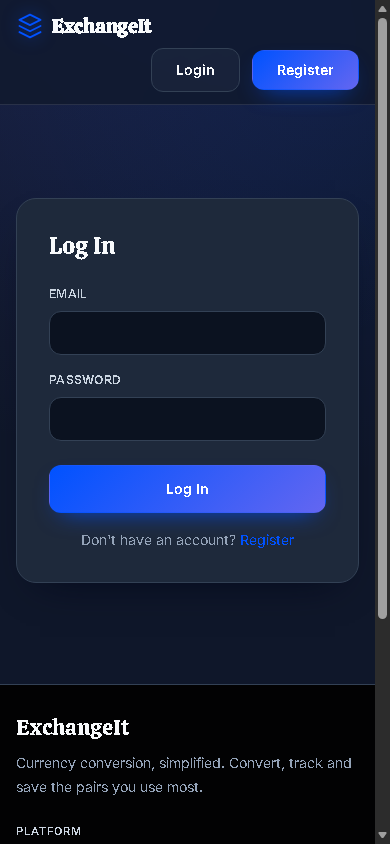 ExchangeIt
Login
Register
Log In
EMAIL
PASSWORD
Log In
Don't have an account? Register
ExchangeIt
Currency conversion, simplified. Convert, track and
save the pairs you use most.
PLATFORM